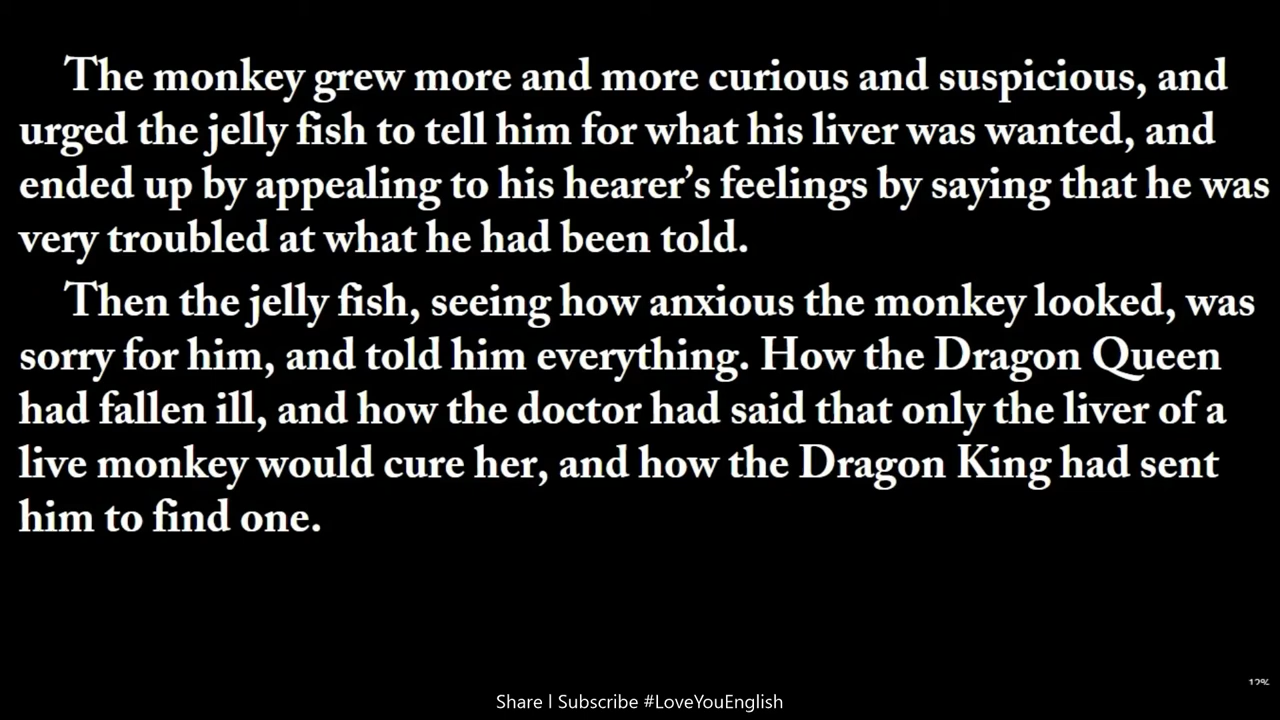 The monkey grew more and more curious and suspicious, and
urged the jelly fish to tell him for what his liver was wanted, and
ended up by appealing to his hearer’s feelings by saying that he was
very troubled at what he had been told.
Then the jelly fish, seeing how anxious the monkey looked, was
sorry for him, and told him everything. How the Dragon Queen
had fallen ill, and how the doctor had said that only the liver of a
live monkey would cure her, and how the Dragon King had sent
him to find one.
12%
Share l Subscribe #LoveYouEnglish